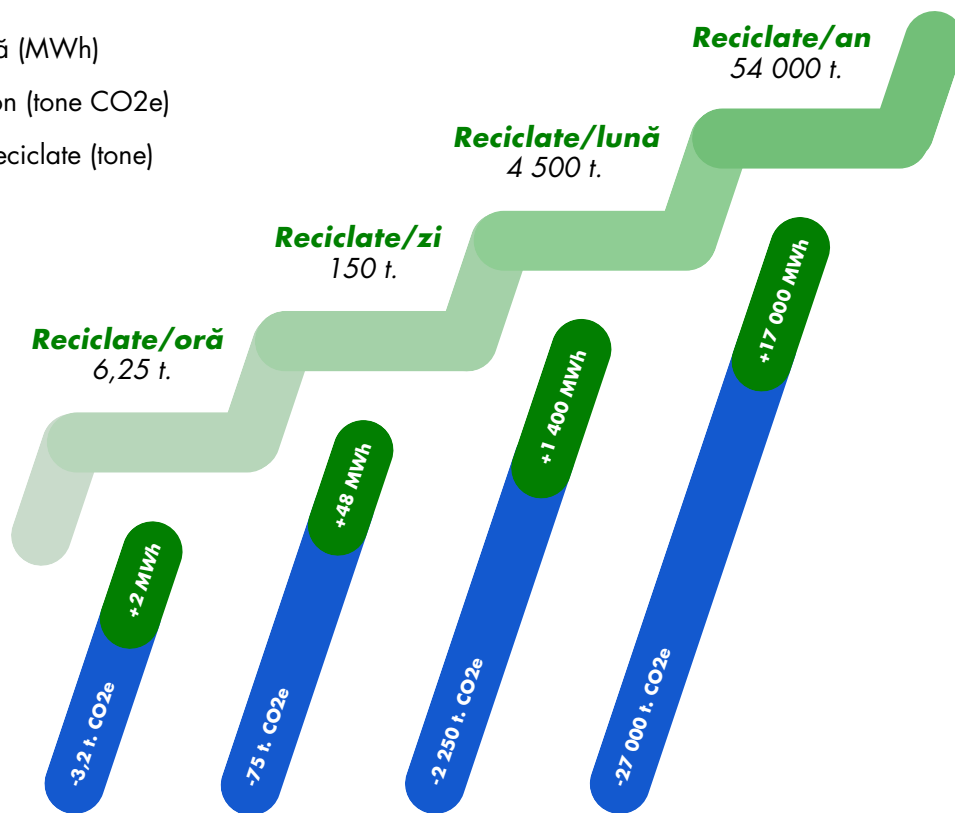 (MWh)
(tone CO2e)
reciclate (tone)
Reciclate/an
54 000 t.
Reciclate/lună
4 500 t.
Reciclate/zi
150 t.
Reciclate/oră
6,25 t.
+2 MWh
+48 MWh
+1 400 MWh
+17 000 MWh
-3,2 t. CO2e
-75 t. CO2e
-2 250 t. CO2e
-27 000 t. CO2e